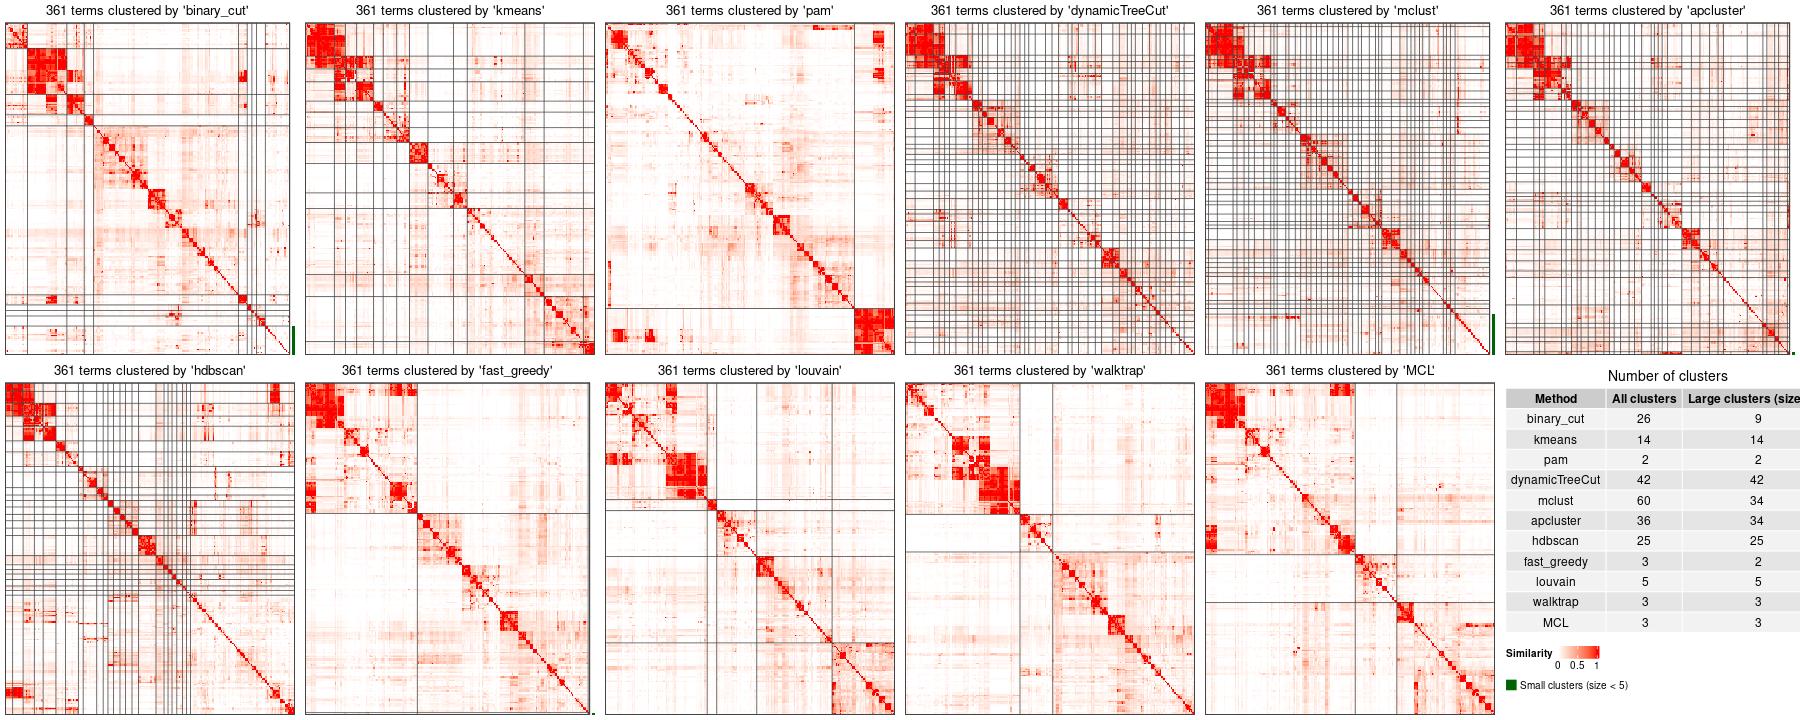 361 terms clustered by 'binary_cut'
361 terms clustered by 'kmeans'
361 terms clustered by 'pam'
361 terms clustered by 'dynamicTreeCut'
361 terms clustered by 'mclust'
361 terms clustered by 'apcluster'
361 terms clustered by 'hdbscan'
361 terms clustered by 'fast_greedy'
361 terms clustered by 'louvain'
361 terms clustered by 'walktrap'
361 terms clustered by 'MCL'
Number of clusters
Method All clusters Large clusters (size
binary_cut 26 9
kmeans 14 14
pam 2 2
dynamicTreeCut 42 42
mclust 60 34
apcluster 36 34
hdbscan 25 25
fast_greedy 3 2
louvain 5 5
walktrap 3 3
MCL 3 3
Similarity
0 0.5 1
Small clusters (size < 5)